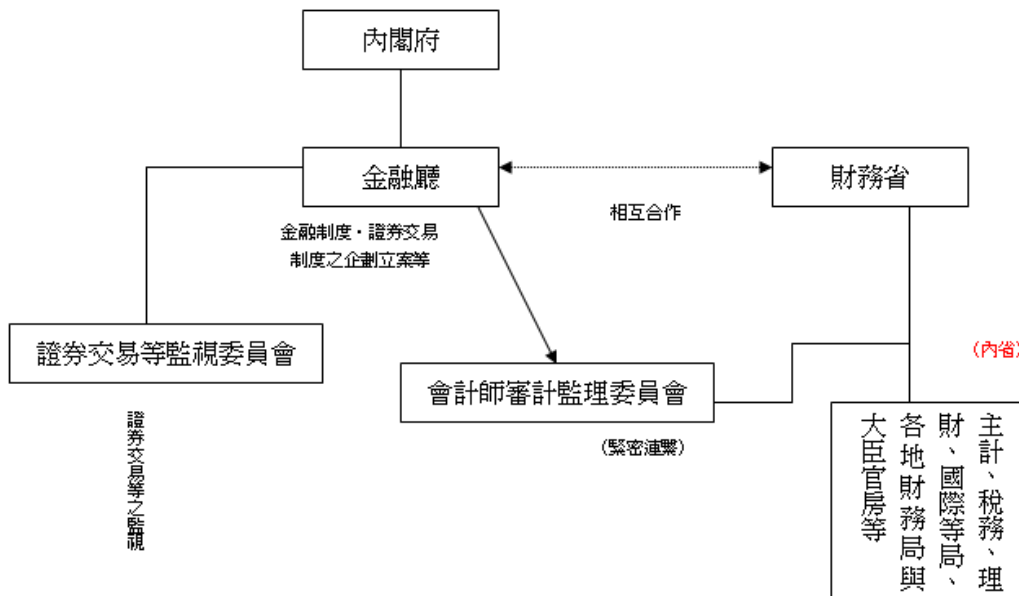 內閣府
金融廳
財務省
相互合作
金融制度・證券交易
制度之企劃立案等
證券交易等監視委員會
(內省)
會計師審計監理委員會
(緊密連繫)
證券交易等之監視
主計、稅務、理
財、國際等局、
各地財務局與
大臣官房等